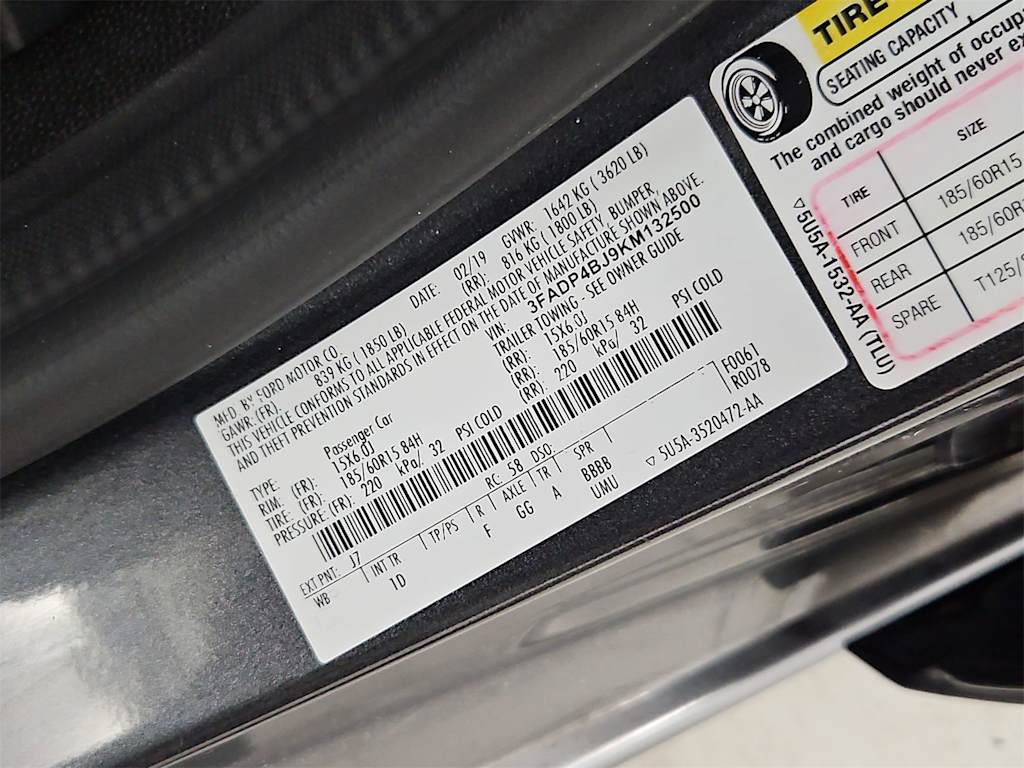 MFD. BY FORD MOTOR CO.
DATE: 02/19
GVWR: 1642 KG ( 3620 LB)
GAWR: (FR): 839 KG ( 1850 LB)
(RR): 816 KG ( 1800 LB)
THIS VEHICLE CONFORMS TO ALL APPLICABLE FEDERAL MOTOR VEHICLE SAFETY, BUMPER,
AND THEFT PREVENTION STANDARDS IN EFFECT ON THE DATE OF MANUFACTURE SHOWN ABOVE.
VIN: 3FADP4BJ9KM132500
TYPE: Passenger Car
TRAILER TOWING - SEE OWNER GUIDE
RIM: (FR): 15X6.0J
(RR): 15X6.0J
TIRE: (FR): 185/60R15 84H
(RR): 185/60R15 84H
PRESSURE: (FR): 220 kPa/ 32 PSI COLD
(RR): 220 kPa/ 32 PSI COLD
EXT PNT: J7
RC: SB DSO:
F0061
R0078
WB
INT TR
TP/PS
R
AXLE
TR
SPR
1D
F
GG
A
BBBB
UMU
▽ 5U5A-3520472-AA
TIRE
SEATING CAPACITY
The combined weight of
and cargo should never
TIRE
SIZE
FRONT
185/60R15
REAR
SPARE
▽ 5U5A-1532-AA (TLU)